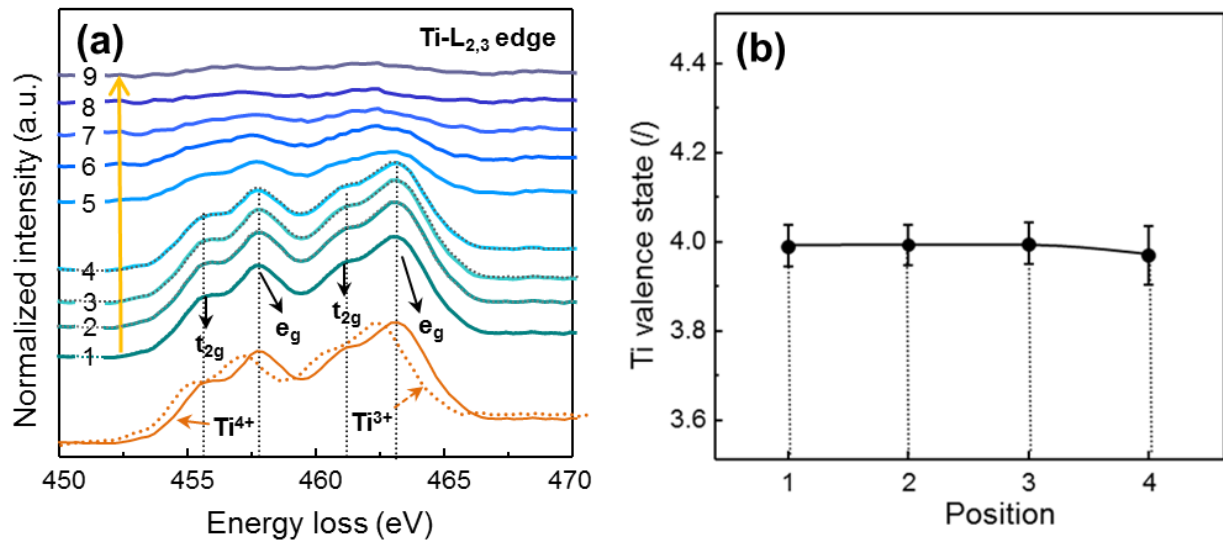 (a)
Ti-L2,3 edge
Normalized intensity (a.u.)
9
8
7
6
5
4
3
2
1
t2g
eg
t2g
eg
Ti4+
Ti3+
450 455 460 465 470
Energy loss (eV)
(b)
Ti valence state (/)
4.4
4.2
4.0
3.8
3.6
1 2 3 4
Position